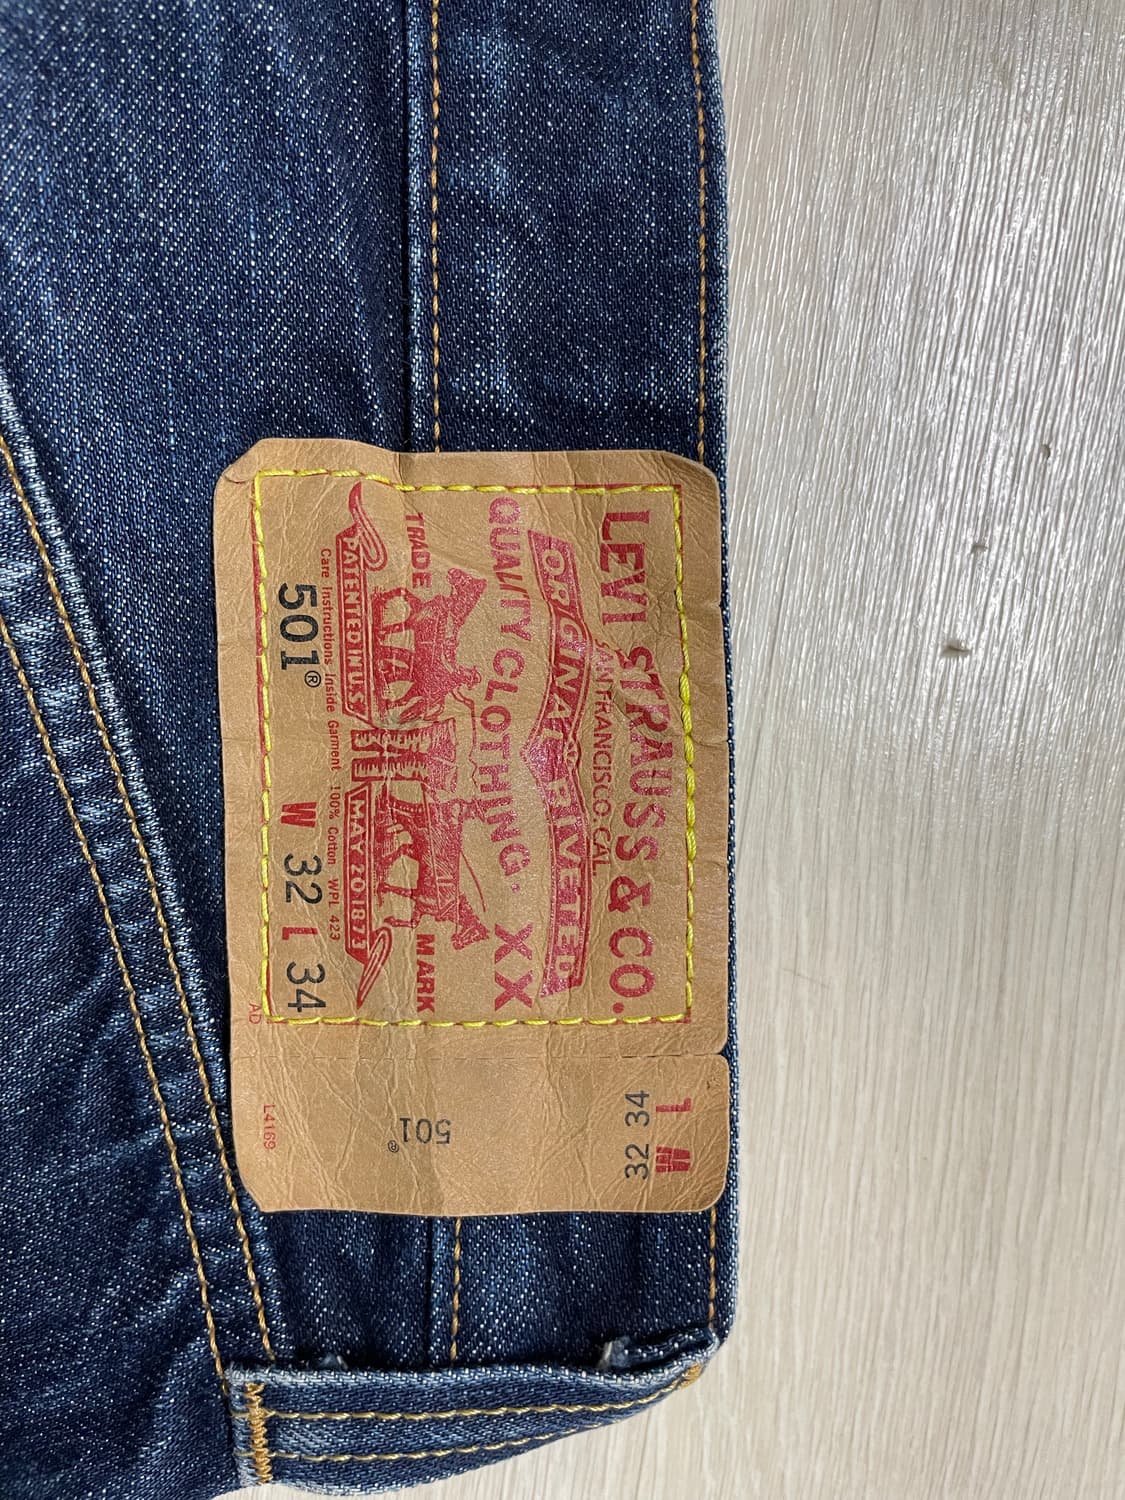 LEVI STRAUSS & CO.
SAN FRANCISCO, CAL.
ORIGINAL RIVETED
QUALITY CLOTHING. XX
TRADE MARK
PATENTED IN U.S. MAY 20 1873
Care Instructions Inside Garment 100% Cotton WPL 423
501® W 32 L 34
AD
L W
34 32
501®
L4169